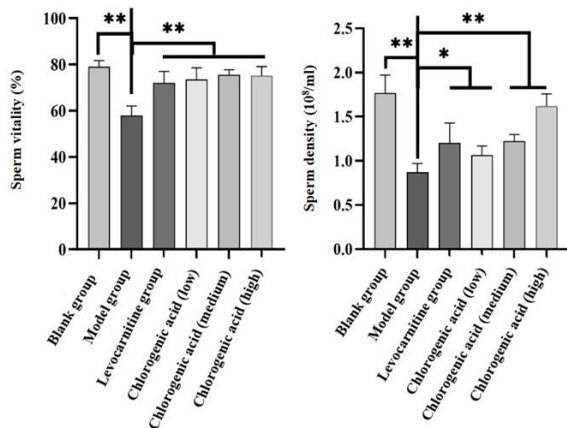 **
**
100
80
60
40
20
0
Sperm vitality (%)
Blank group
Model group
Levocarnitine group
Chlorogenic acid (low)
Chlorogenic acid (medium)
Chlorogenic acid (high)
**
**
*
2.5
2.0
1.5
1.0
0.5
0.0
Sperm density (10⁸/ml)
Blank group
Model group
Levocarnitine group
Chlorogenic acid (low)
Chlorogenic acid (medium)
Chlorogenic acid (high)